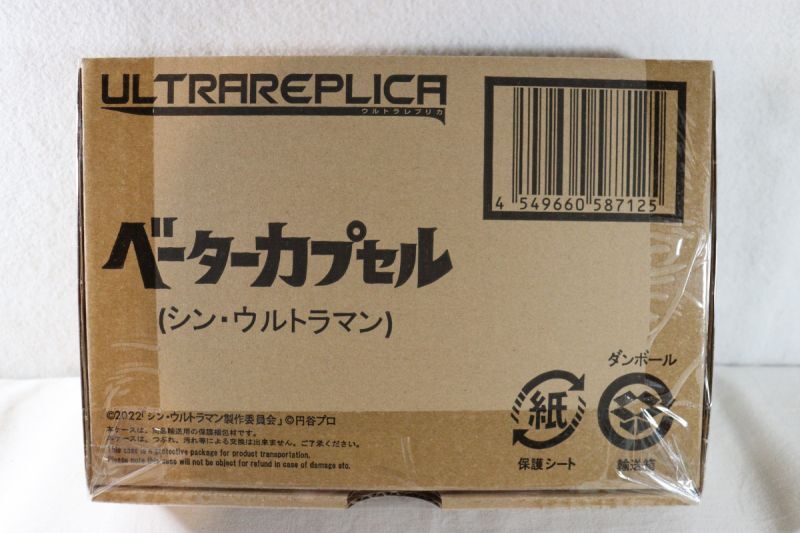 ULTRAREPLICA
ウルトラレプリカ
4 549660 587125
ベーターカプセル
(シン・ウルトラマン)
ダンボール
紙
保護シート
輸送箱
©2022「シン・ウルトラマン製作委員会」©円谷プロ
本ケースは、商品輸送用の保護梱包材です。
本ケースは、つぶれ、汚れ等による交換は出来ません、ご了承ください。
This case is a protective package for product transportation.
Please note this case will not be object for refund in case of damage etc.